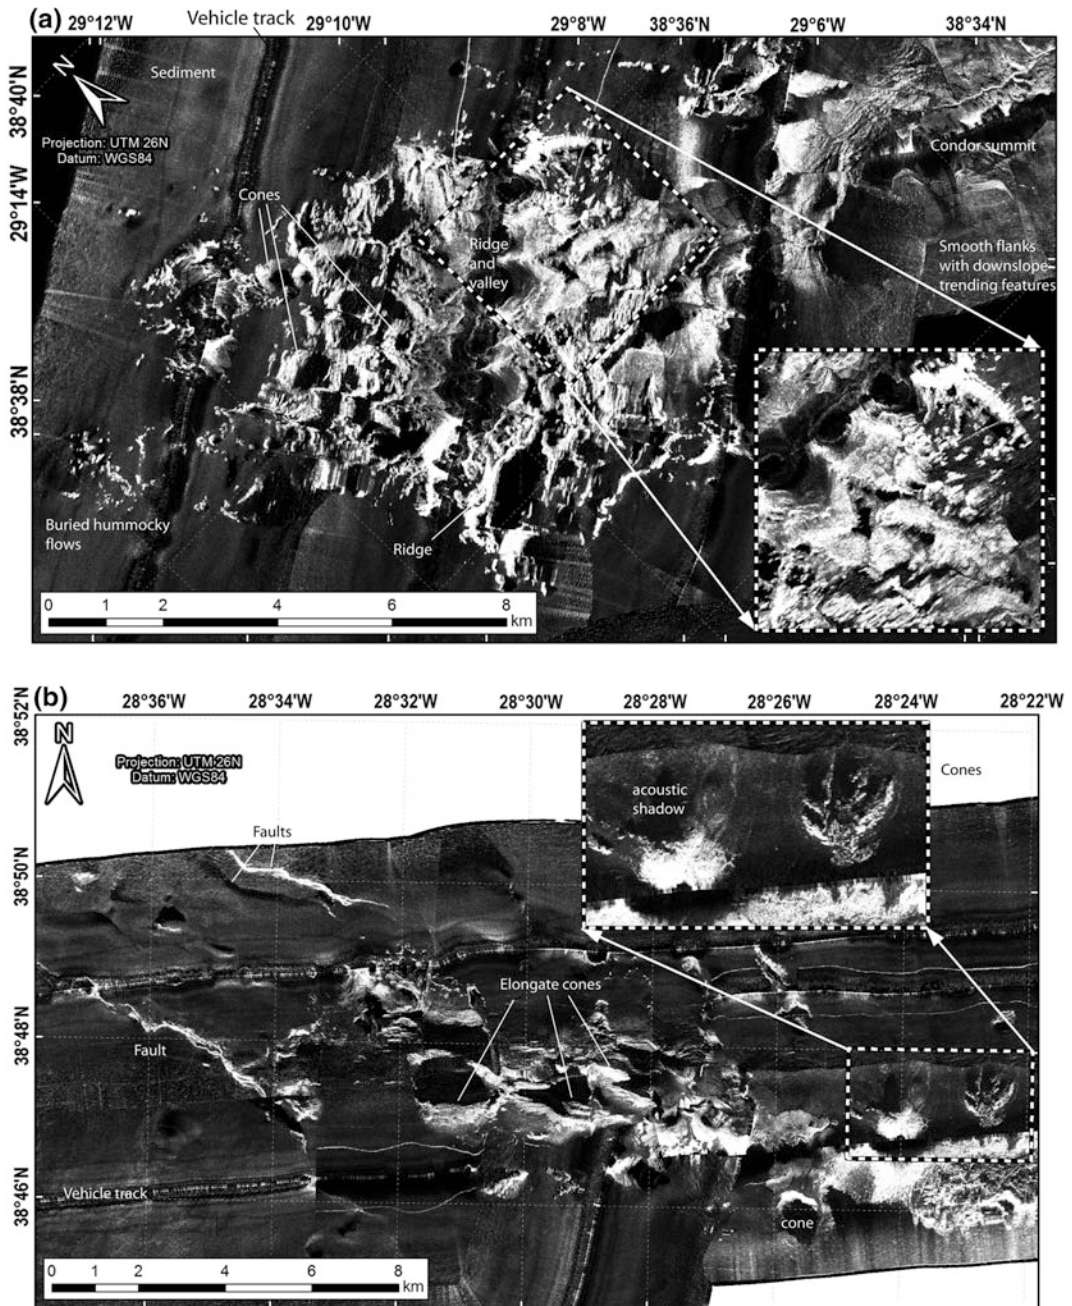 (a)
29°12'W
Vehicle track
29°10'W
29°8'W
38°36'N
29°6'W
38°34'N
Sediment
N
38°40'N
Projection: UTM 26N
Datum: WGS84
Condor summit
Cones
29°14'W
Ridge
and
valley
Smooth flanks
with downslope-
trending features
38°38'N
Buried hummocky
flows
Ridge
0 1 2 4 6 8
km
(b)
28°36'W
28°34'W
28°32'W
28°30'W
28°28'W
28°26'W
28°24'W
28°22'W
38°52'N
N
Projection: UTM 26N
Datum: WGS84
Cones
acoustic
shadow
Faults
38°50'N
Elongate cones
38°48'N
Fault
38°46'N
Vehicle track
cone
0 1 2 4 6 8
km